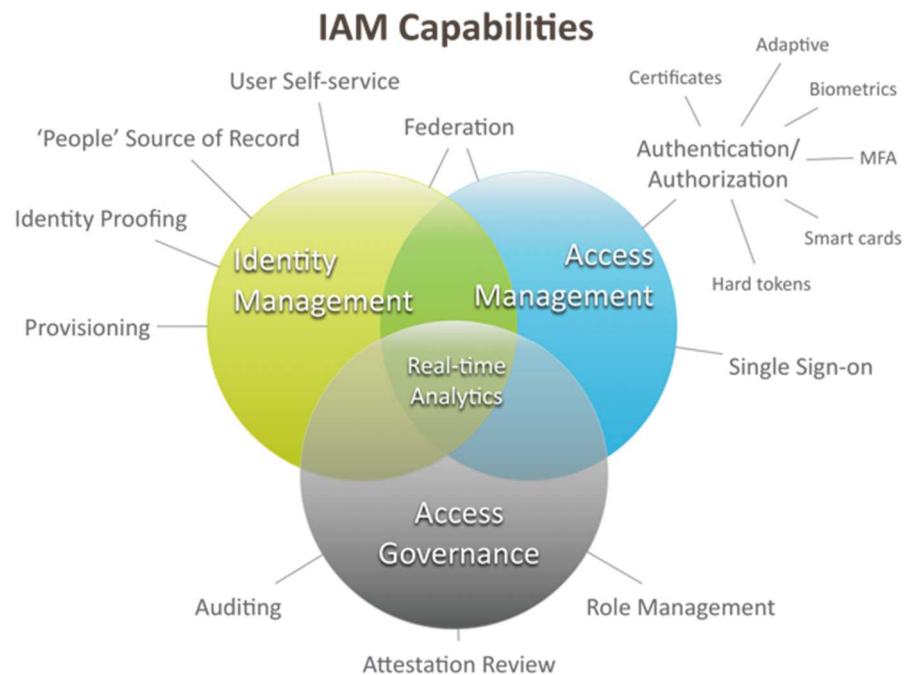 IAM Capabilities
Adaptive
Certificates
User Self-service
Biometrics
Federation
'People' Source of Record
Authentication/
Authorization
MFA
Identity Proofing
Smart cards
Identity
Management
Access
Management
Hard tokens
Provisioning
Real-time
Analytics
Single Sign-on
Access
Governance
Auditing
Role Management
Attestation Review